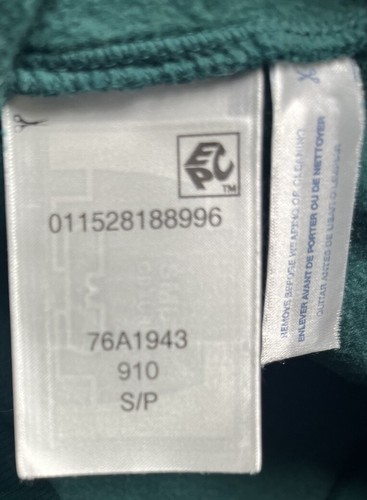 EPC
TM
011528188996
76A1943
910
S/P
REMOVE BEFORE WEARING OR CLEANING
ENLEVER AVANT DE PORTER OU DE NETTOYER
QUITAR ANTES DE USAR O LIMPIAR